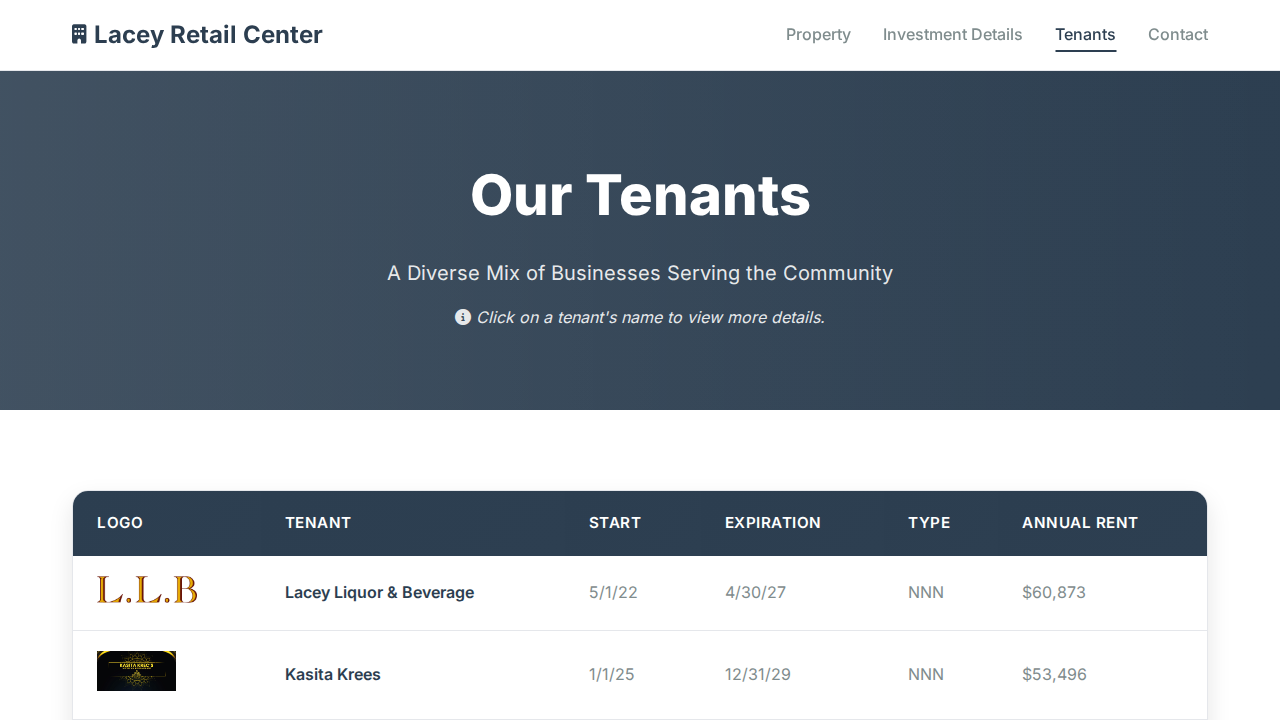 Lacey Retail Center
Property Investment Details Tenants Contact
Our Tenants
A Diverse Mix of Businesses Serving the Community
Click on a tenant's name to view more details.
LOGO TENANT START EXPIRATION TYPE ANNUAL RENT
L.L.B Lacey Liquor & Beverage 5/1/22 4/30/27 NNN $60,873
KASITA KREE'S
Kasita Krees 1/1/25 12/31/29 NNN $53,496